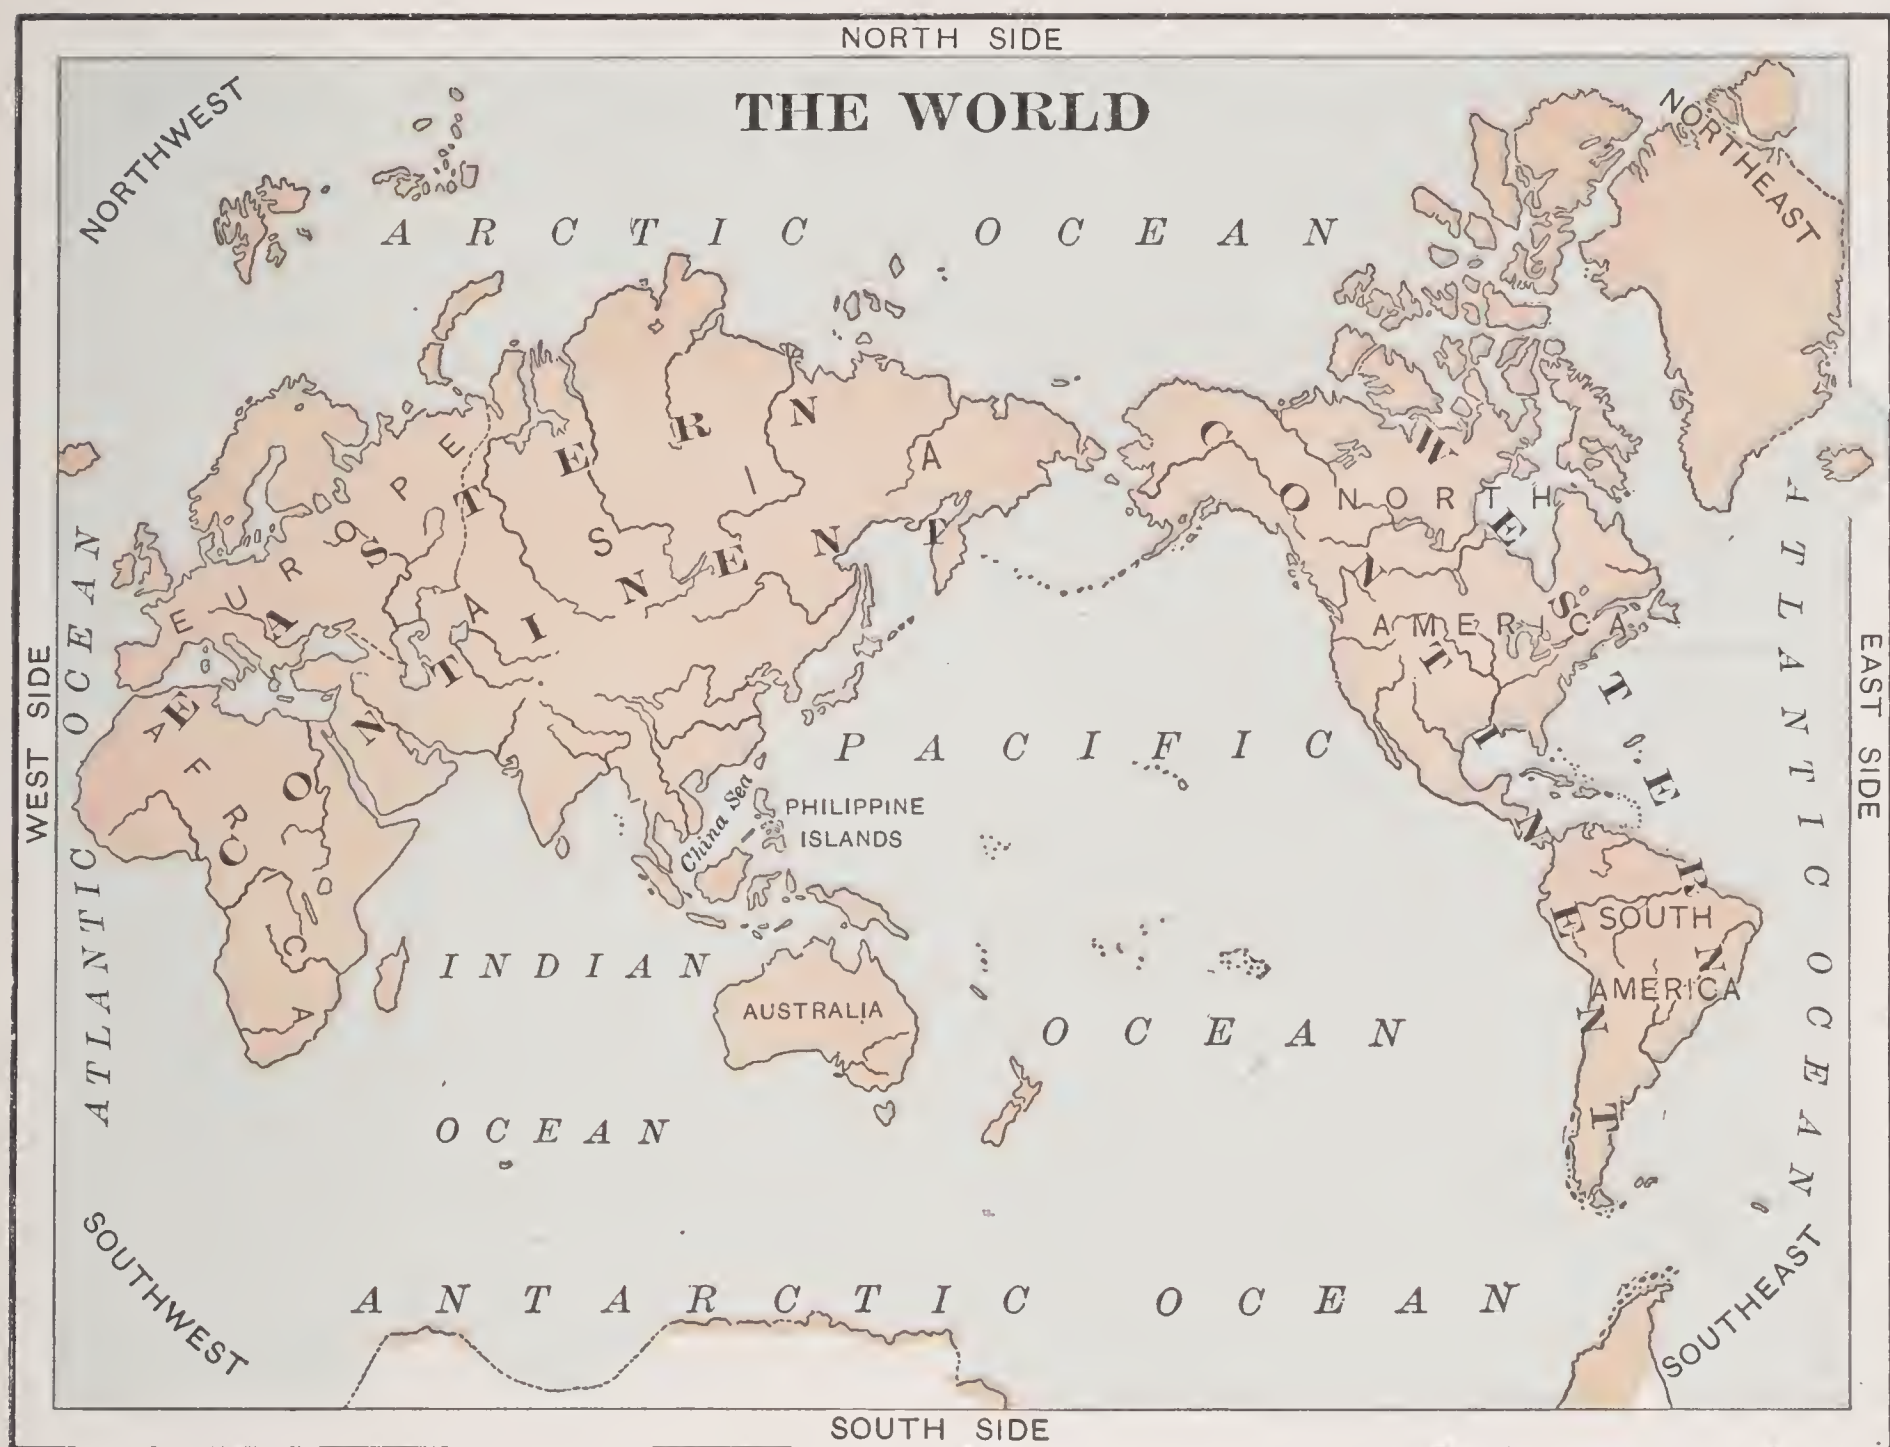 NORTH SIDE
THE WORLD
NORTHWEST
NORTHEAST
ARCTIC OCEAN
EASTERN
CONTINENT
WESTERN
CONTINENT
EUROPE
ASIA
AFRICA
NORTH
AMERICA
WEST SIDE
ATLANTIC OCEAN
ATLANTIC OCEAN
EAST SIDE
PACIFIC
OCEAN
China Sea
PHILIPPINE
ISLANDS
SOUTH
AMERICA
INDIAN
OCEAN
AUSTRALIA
ATLANTIC
OCEAN
ANTARCTIC OCEAN
SOUTHWEST
SOUTHEAST
SOUTH SIDE